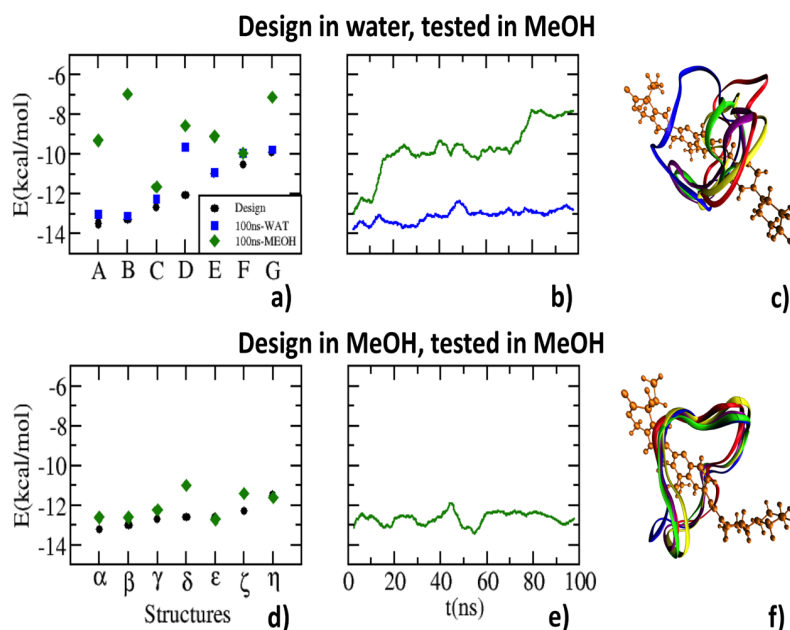 Design in water, tested in MeOH
E(kcal/mol)
-6
-8
-10
-12
-14
Design
100ns-WAT
100ns-MEOH
A B C D E F G
a)
b)
c)
Design in MeOH, tested in MeOH
E(kcal/mol)
-6
-8
-10
-12
-14
α β γ δ ε ζ η
Structures
d)
0 20 40 60 80 100
t(ns)
e)
f)